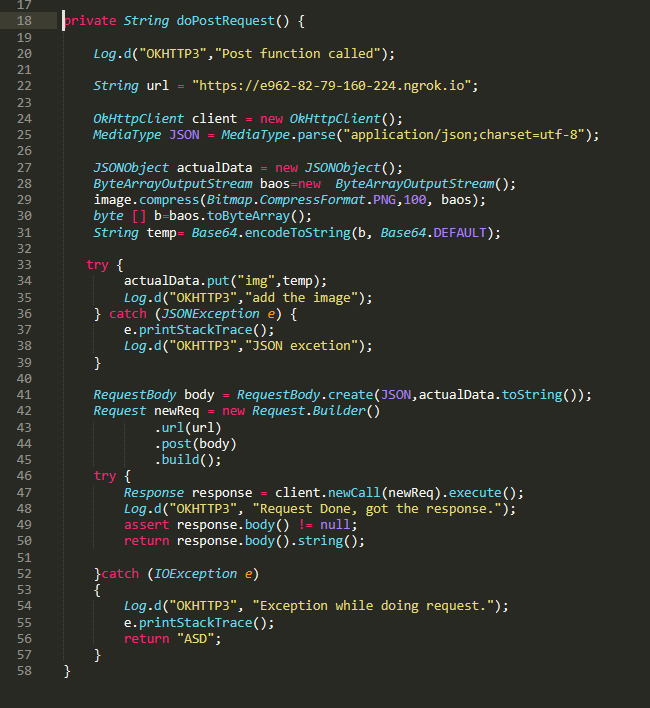 17
18 private String doPostRequest() {
19
20 Log.d("OKHTTP3","Post function called");
21
22 String url = "https://e962-82-79-160-224.ngrok.io";
23
24 OkHttpClient client = new OkHttpClient();
25 MediaType JSON = MediaType.parse("application/json;charset=utf-8");
26
27 JSONObject actualData = new JSONObject();
28 ByteArrayOutputStream baos=new  ByteArrayOutputStream();
29 image.compress(Bitmap.CompressFormat.PNG,100, baos);
30 byte [] b=baos.toByteArray();
31 String temp= Base64.encodeToString(b, Base64.DEFAULT);
32
33 try {
34 actualData.put("img",temp);
35 Log.d("OKHTTP3","add the image");
36 } catch (JSONException e) {
37 e.printStackTrace();
38 Log.d("OKHTTP3","JSON excetion");
39 }
40
41 RequestBody body = RequestBody.create(JSON,actualData.toString());
42 Request newReq = new Request.Builder()
43 .url(url)
44 .post(body)
45 .build();
46 try {
47 Response response = client.newCall(newReq).execute();
48 Log.d("OKHTTP3", "Request Done, got the response.");
49 assert response.body() != null;
50 return response.body().string();
51
52 }catch (IOException e)
53 {
54 Log.d("OKHTTP3", "Exception while doing request.");
55 e.printStackTrace();
56 return "ASD";
57 }
58 }